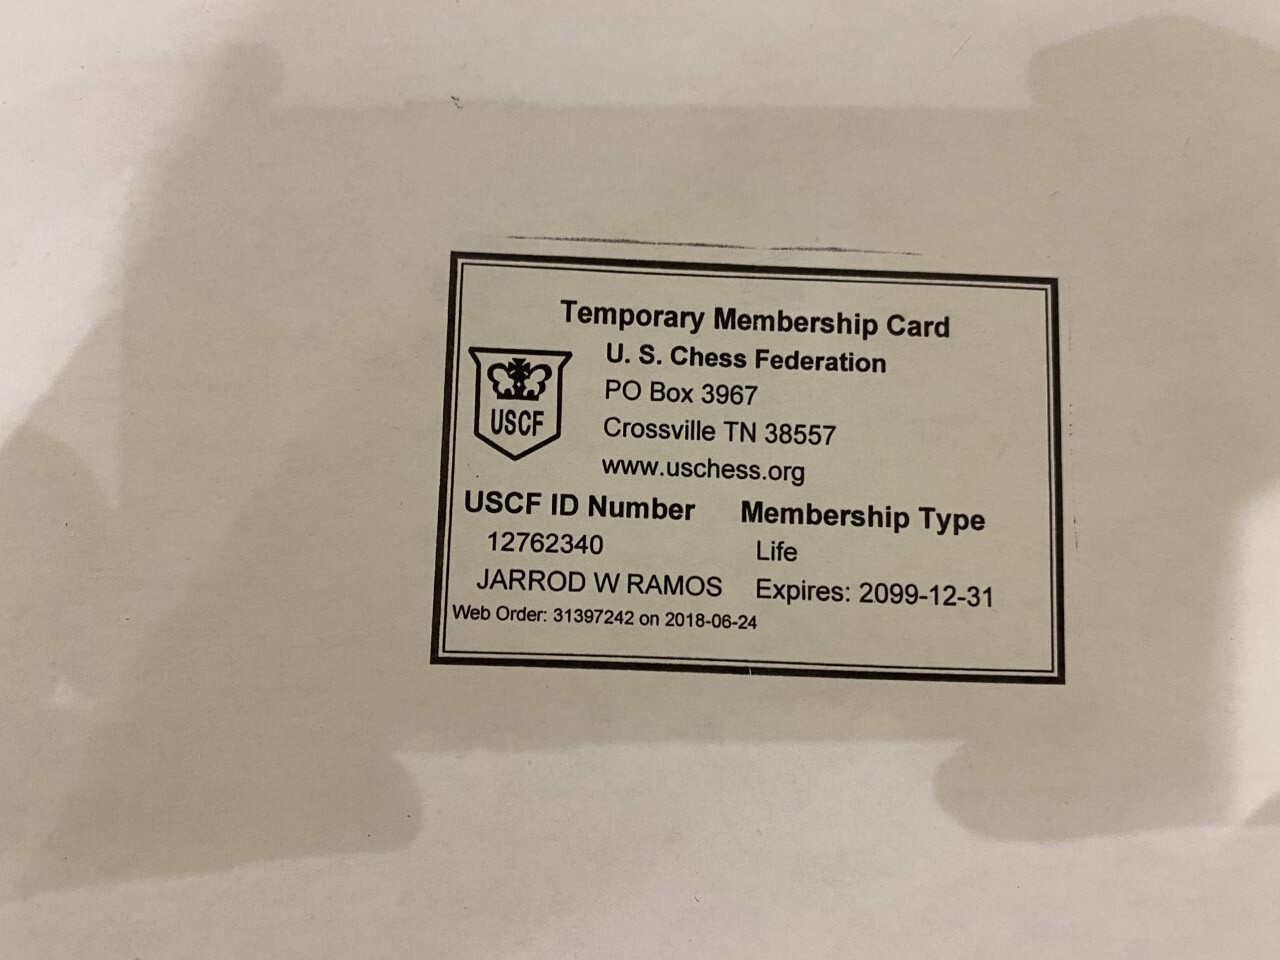 Temporary Membership Card
U. S. Chess Federation
PO Box 3967
Crossville TN 38557
www.uschess.org
USCF
USCF ID Number Membership Type
12762340 Life
JARROD W RAMOS Expires: 2099-12-31
Web Order: 31397242 on 2018-06-24